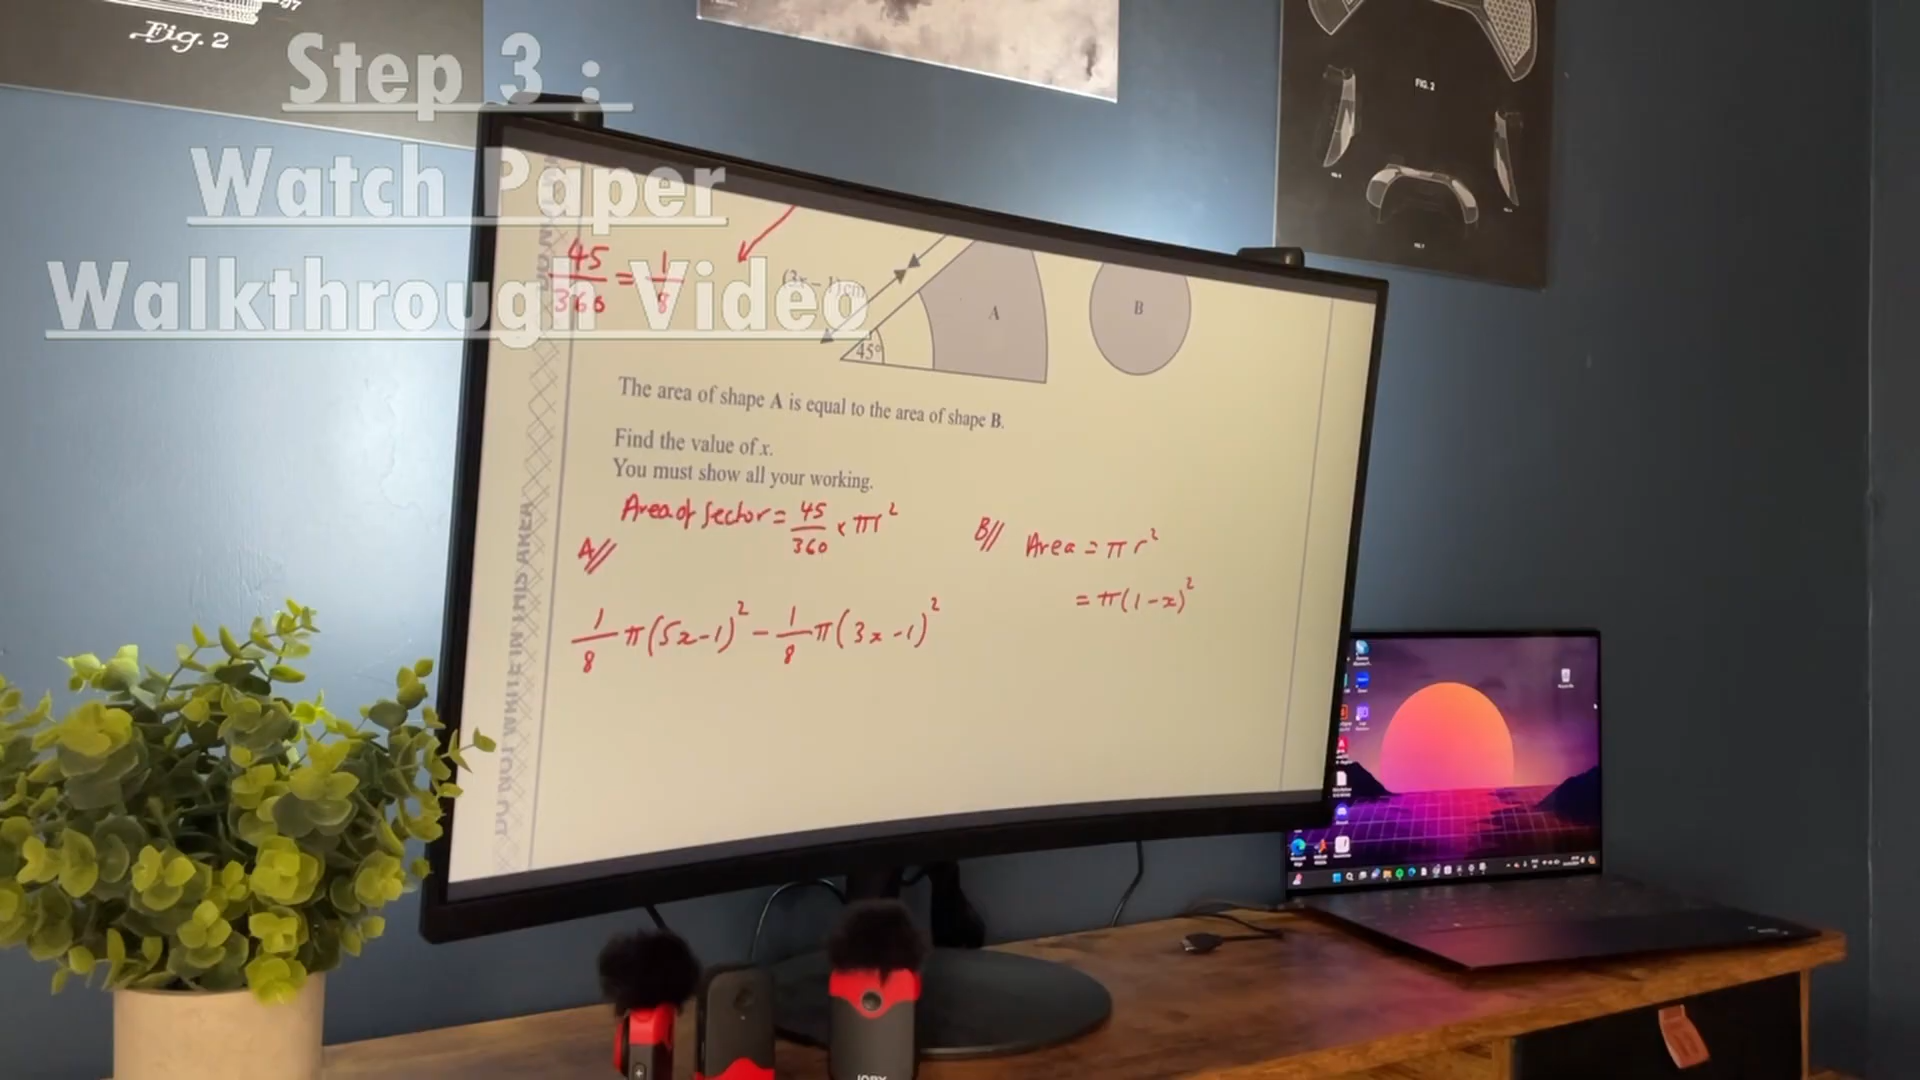 Fig. 2
Step 3 :
Watch Paper
Walkthrough Video
FIG. 2
45/360 = 1/8
(3x – 1) cm
45°
A
B
The area of shape A is equal to the area of shape B.
Find the value of x.
You must show all your working.
Area of sector = 45/360 × πr²
A//
1/8 π(5x-1)² - 1/8 π(3x-1)²
B// Area = πr²
= π(1-x)²
DO NOT WRITE IN THIS AREA
JOBY